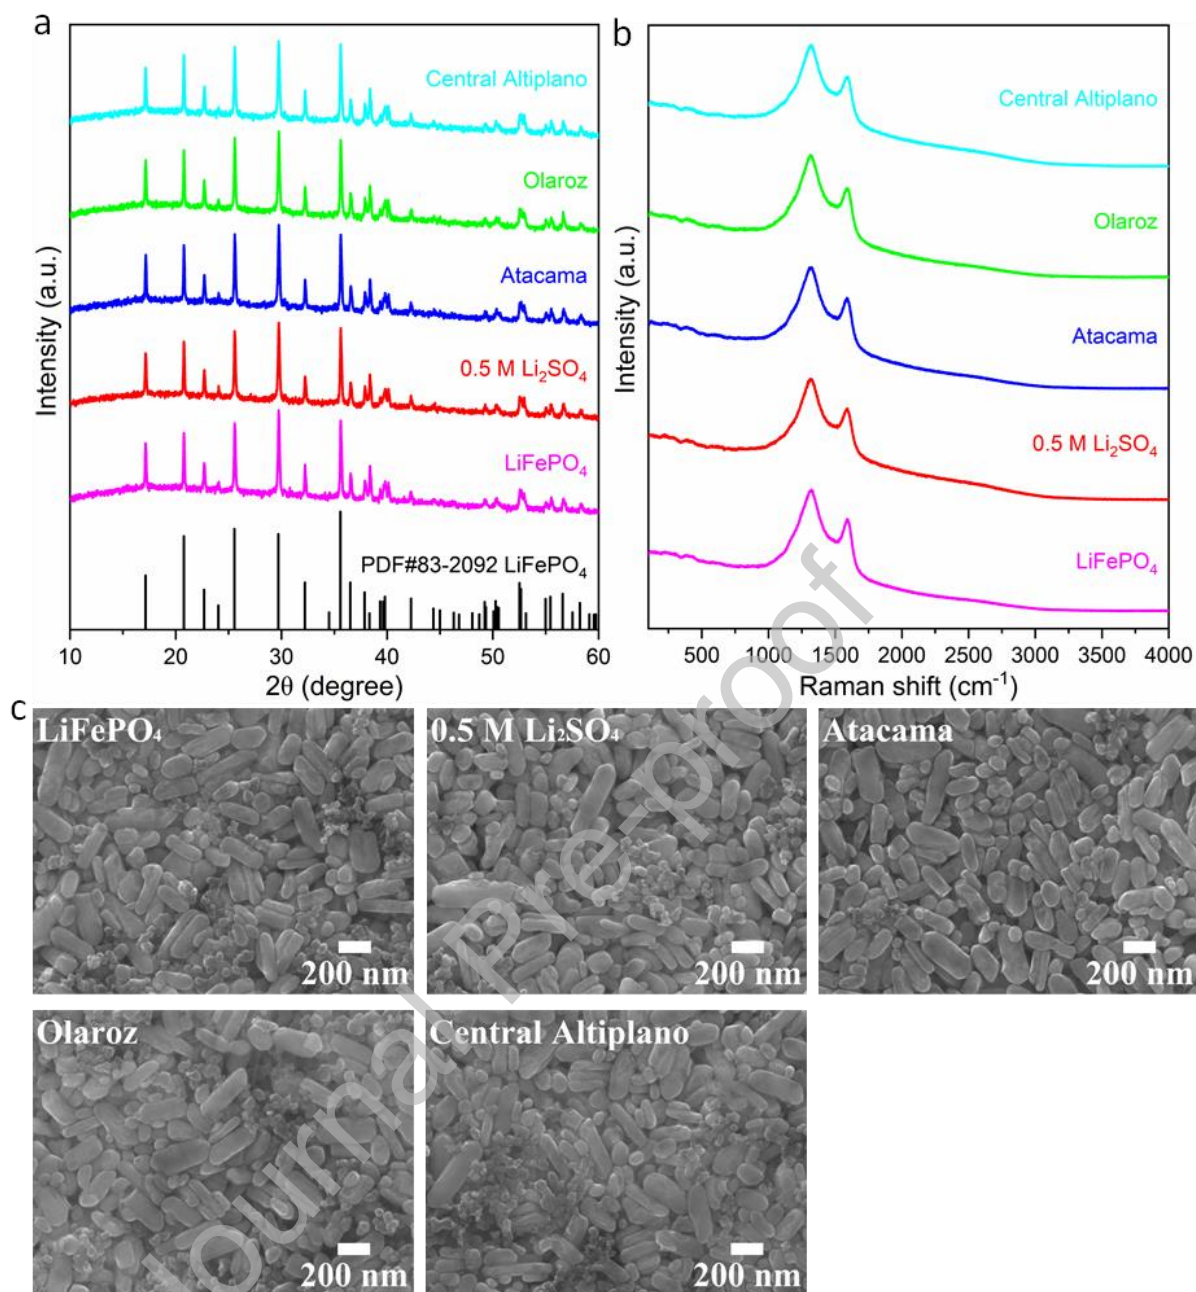 a
Central Altiplano
Olaroz
Atacama
0.5 M Li₂SO₄
LiFePO₄
PDF#83-2092 LiFePO₄
Intensity (a.u.)
10 20 30 40 50 60
2θ (degree)
b
Central Altiplano
Olaroz
Atacama
0.5 M Li₂SO₄
LiFePO₄
Intensity (a.u.)
500 1000 1500 2000 2500 3000 3500 4000
Raman shift (cm⁻¹)
c
LiFePO₄
200 nm
0.5 M Li₂SO₄
200 nm
Atacama
200 nm
Olaroz
200 nm
Central Altiplano
200 nm
Journal Pre-proof